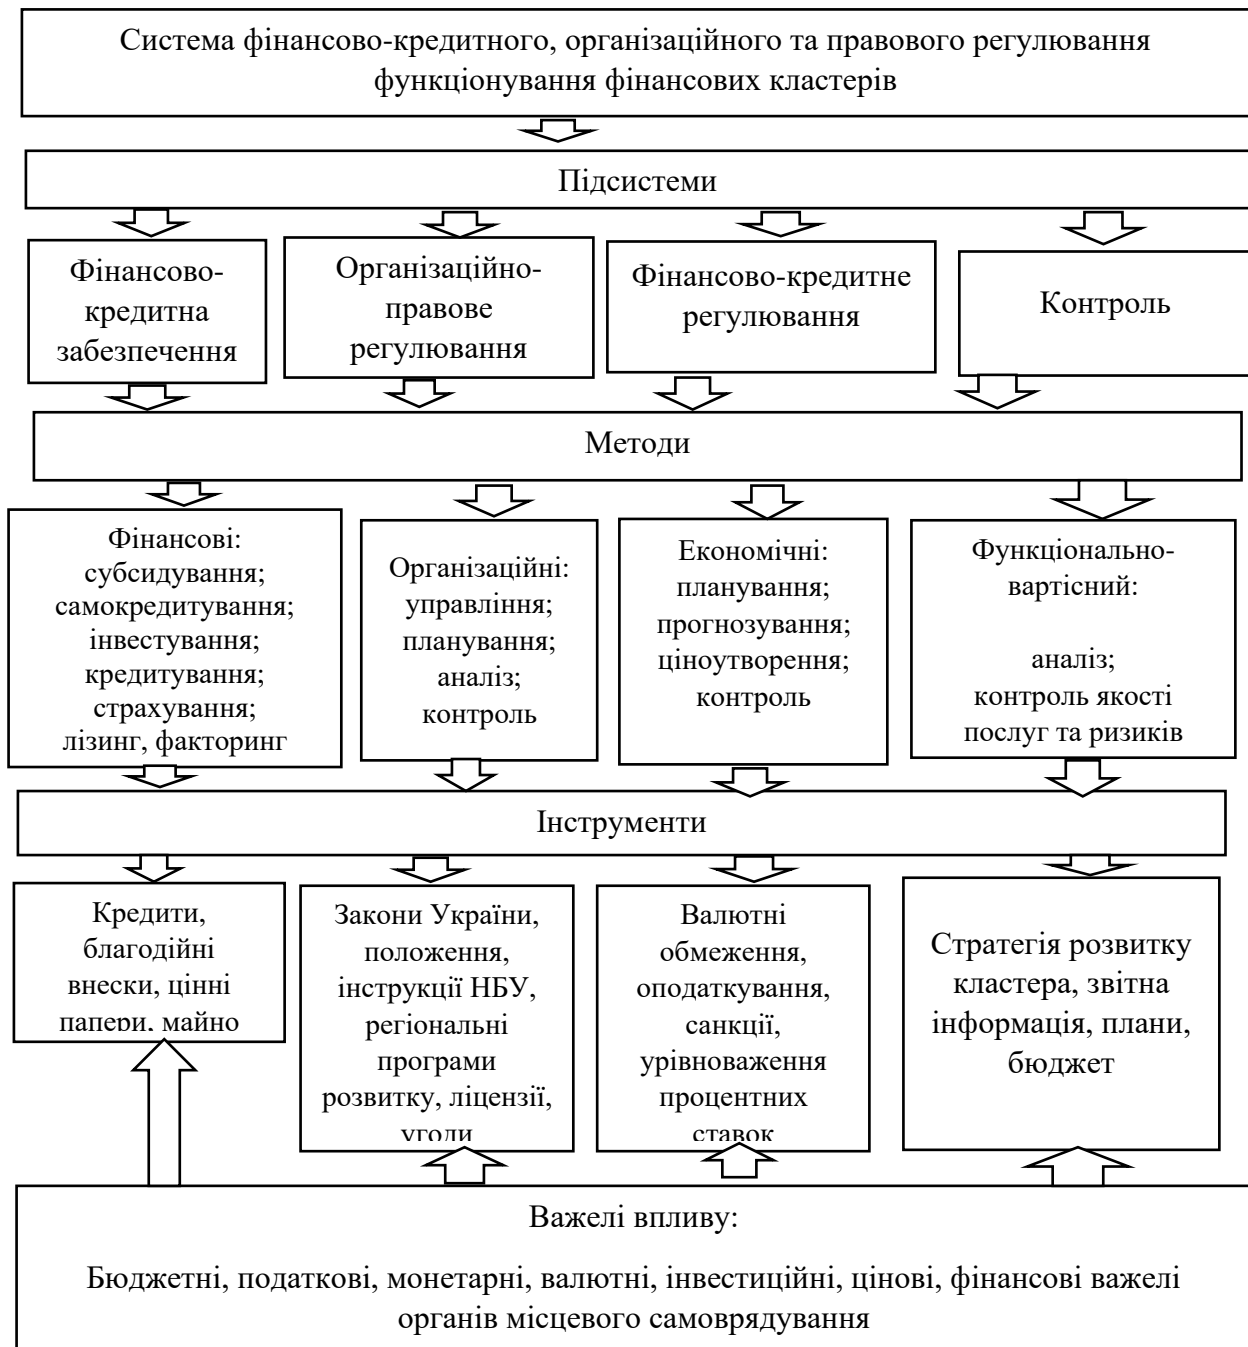 Система фінансово-кредитного, організаційного та правового регулювання
функціонування фінансових кластерів
Підсистеми
Фінансово-
кредитна
забезпечення
Організаційно-
правове
регулювання
Фінансово-кредитне
регулювання
Контроль
Методи
Фінансові:
субсидування;
самокредитування;
інвестування;
кредитування;
страхування;
лізинг, факторинг
Організаційні:
управління;
планування;
аналіз;
контроль
Економічні:
планування;
прогнозування;
ціноутворення;
контроль
Функціонально-
вартісний:
аналіз;
контроль якості
послуг та ризиків
Інструменти
Кредити,
благодійні
внески, цінні
папери, майно
Закони України,
положення,
інструкції НБУ,
регіональні
програми
розвитку, ліцензії,
угоди
Валютні
обмеження,
оподаткування,
санкції,
урівноваження
процентних
ставок
Стратегія розвитку
кластера, звітна
інформація, плани,
бюджет
Важелі впливу:
Бюджетні, податкові, монетарні, валютні, інвестиційні, цінові, фінансові важелі
органів місцевого самоврядування